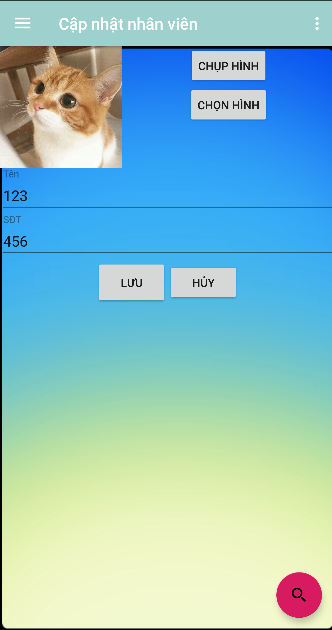 Cập nhật nhân viên
CHỤP HÌNH
CHỌN HÌNH
Tên
123
SĐT
456
LƯU
HỦY